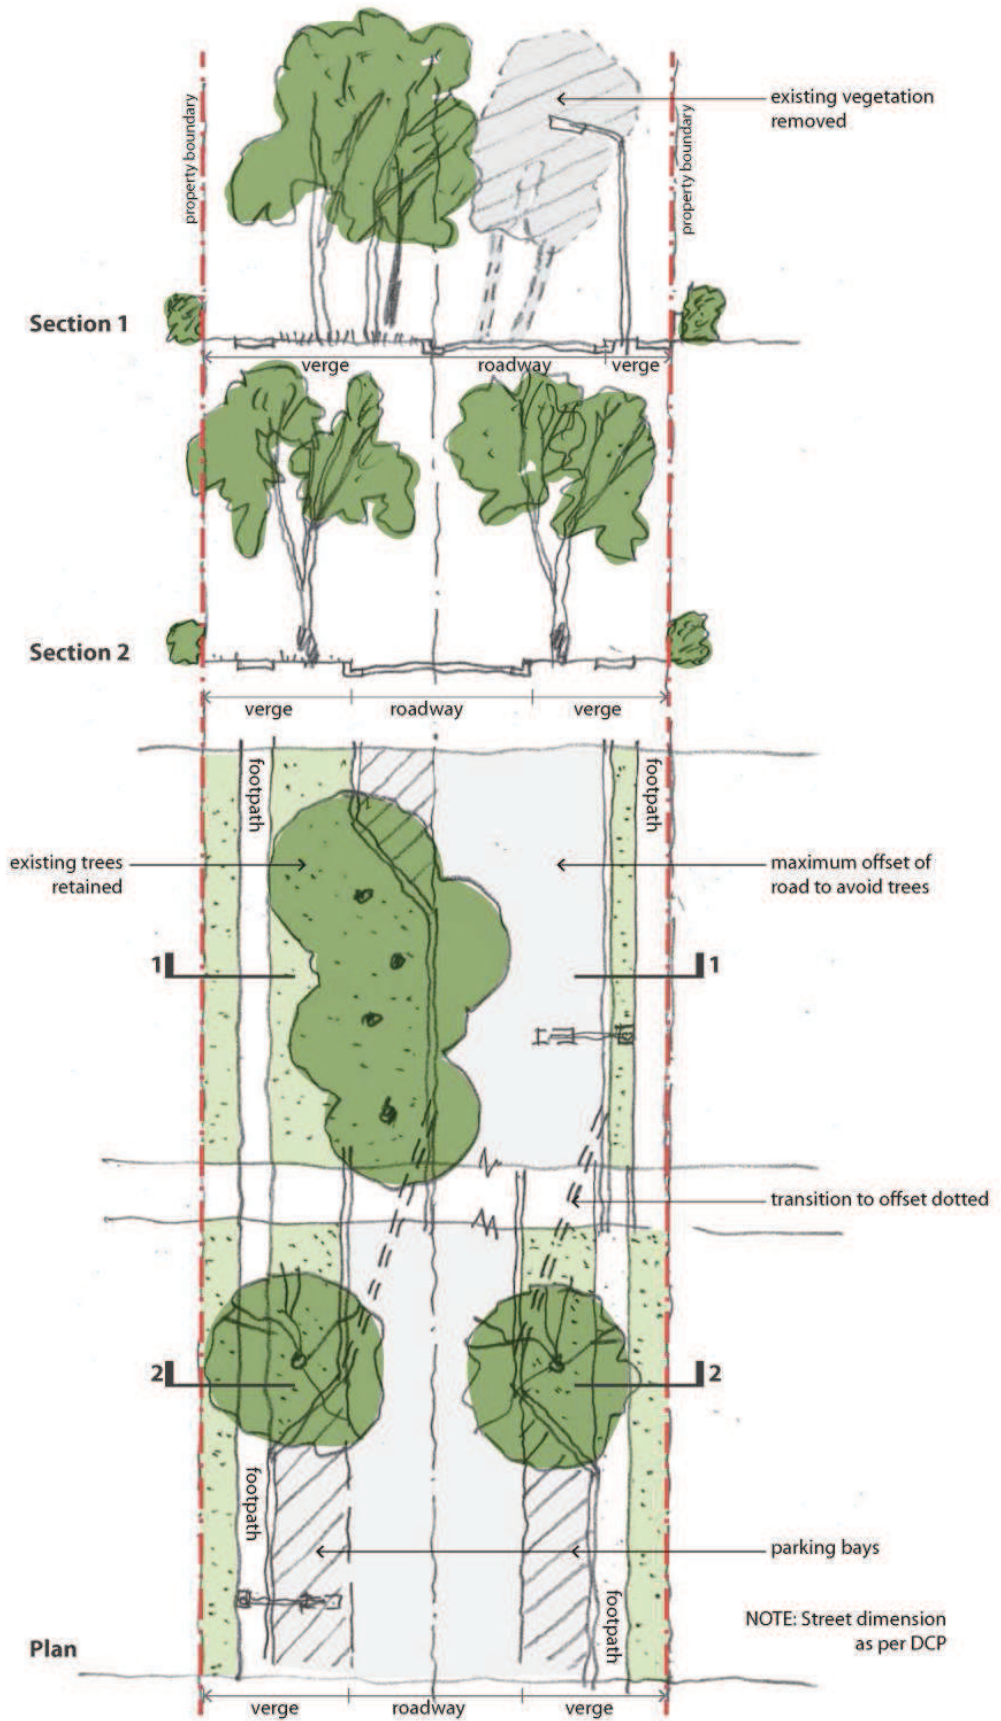 existing vegetation
removed
property boundary
property boundary
Section 1
verge
roadway
verge
Section 2
verge
roadway
verge
footpath
footpath
existing trees
retained
maximum offset of
road to avoid trees
1
1
transition to offset dotted
2
2
footpath
parking bays
footpath
NOTE: Street dimension
as per DCP
Plan
verge
roadway
verge